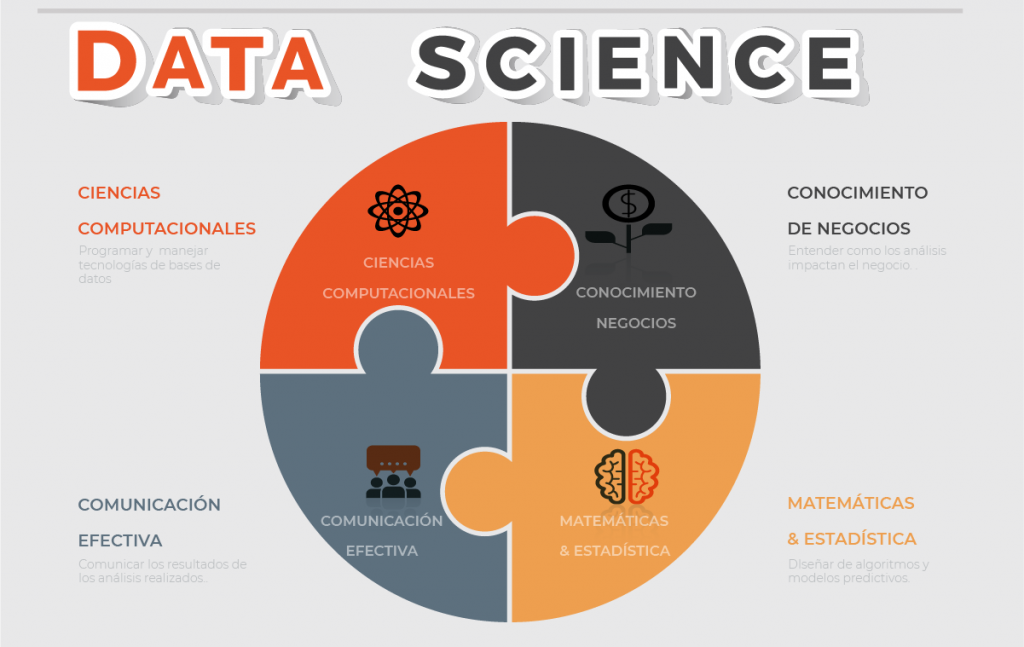 DATA SCIENCE
CIENCIAS
COMPUTACIONALES
Programar y manejar
tecnologías de bases de
datos
CONOCIMIENTO
DE NEGOCIOS
Entender como los análisis
impactan el negocio..
CIENCIAS
COMPUTACIONALES
CONOCIMIENTO
NEGOCIOS
COMUNICACIÓN
EFECTIVA
MATEMÁTICAS
& ESTADÍSTICA
COMUNICACIÓN
EFECTIVA
Comunicar los resultados de
los análisis realizados..
MATEMÁTICAS
& ESTADÍSTICA
DIseñar de algoritmos y
modelos predictivos.